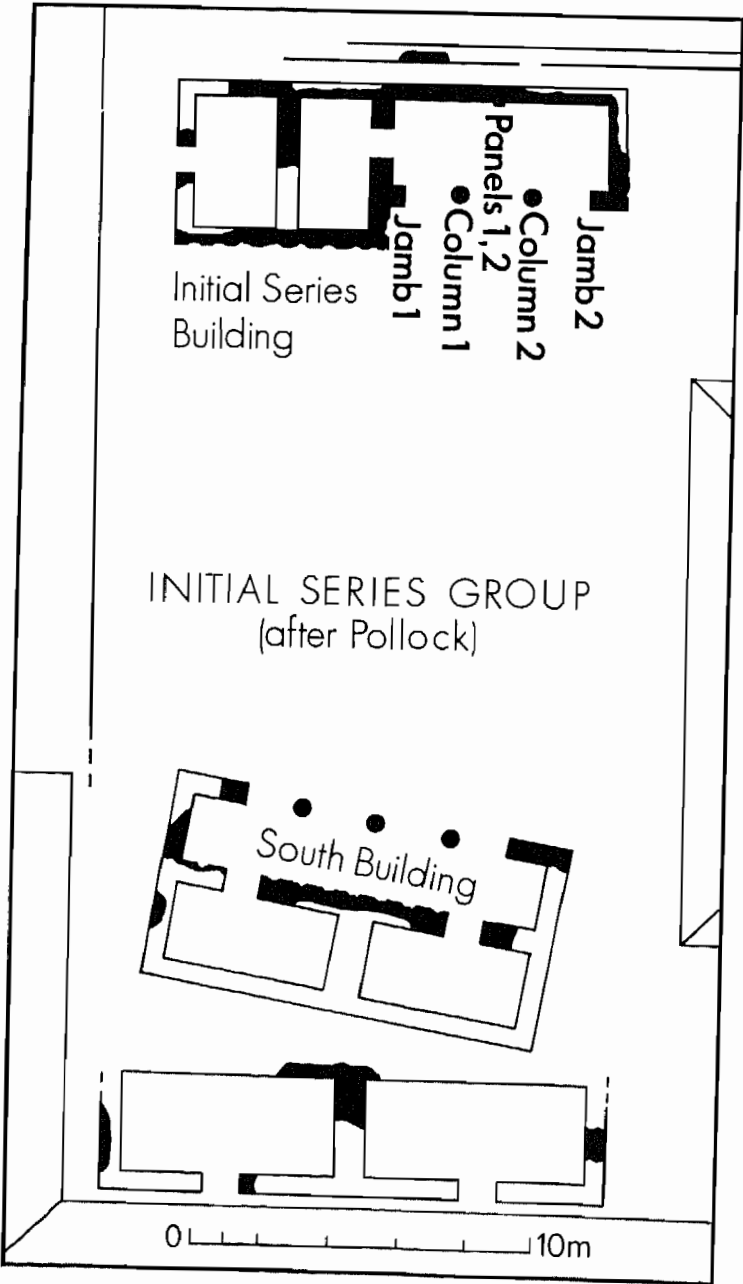 Panels 1, 2
Jamb 1
Column 1
Column 2
Jamb 2
Initial Series
Building
INITIAL SERIES GROUP
(after Pollock)
South Building
0 10m